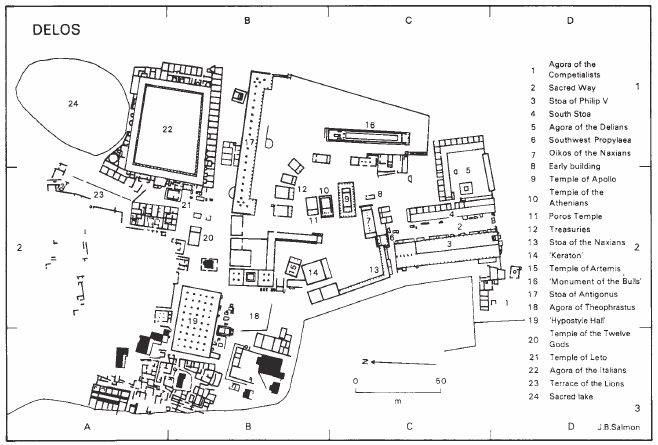 B
C
D
DELOS
1
2
3
A
B
C
D
24
22
17
16
5
23
21
20
12
11
10
9
8
7
6
4
2
3
13
14
15
19
18
1
N
0
50
m
1 Agora of the Competialists
2 Sacred Way
3 Stoa of Philip V
4 South Stoa
5 Agora of the Delians
6 Southwest Propylaea
7 Oikos of the Naxians
8 Early building
9 Temple of Apollo
10 Temple of the Athenians
11 Poros Temple
12 Treasuries
13 Stoa of the Naxians
14 'Keraton'
15 Temple of Artemis
16 'Monument of the Bulls'
17 Stoa of Antigonus
18 Agora of Theophrastus
19 'Hypostyle Hall'
20 Temple of the Twelve Gods
21 Temple of Leto
22 Agora of the Italians
23 Terrace of the Lions
24 Sacred lake
2
J.B.Salmon